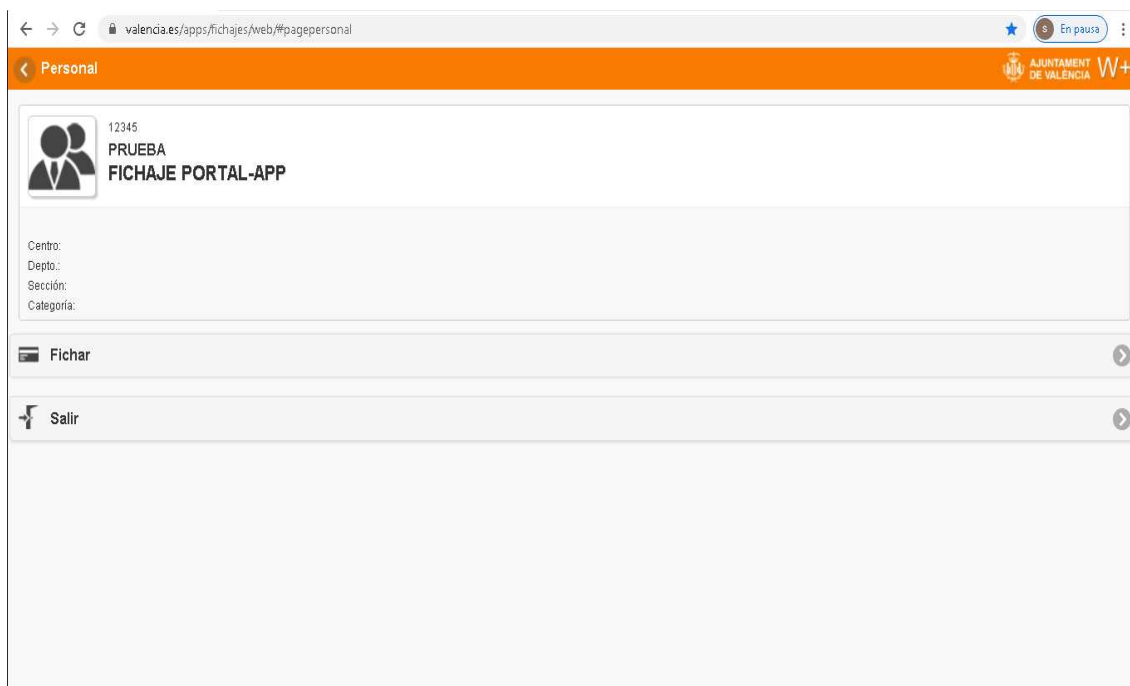 valencia.es/apps/fichajes/web/#pagepersonal
S En pausa
Personal
AJUNTAMENT
DE VALÈNCIA W+
12345
PRUEBA
FICHAJE PORTAL-APP
Centro:
Depto.:
Sección:
Categoría:
Fichar
Salir